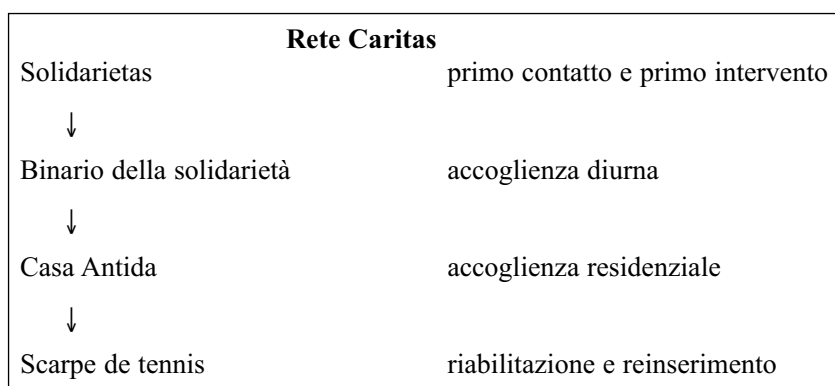 Rete Caritas
Solidarietas primo contatto e primo intervento
↓
Binario della solidarietà accoglienza diurna
↓
Casa Antida accoglienza residenziale
↓
Scarpe de tennis riabilitazione e reinserimento